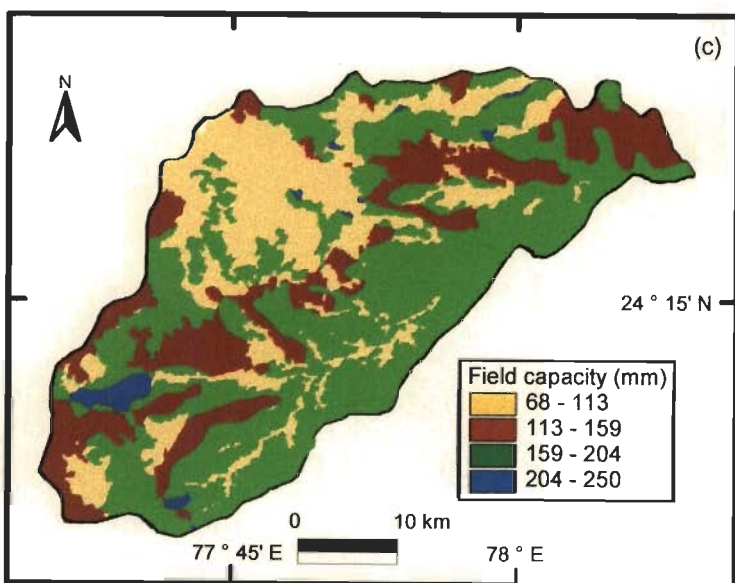 (c)
N
24 ° 15' N
Field capacity (mm)
68 - 113
113 - 159
159 - 204
204 - 250
0 10 km
77 ° 45' E 78 ° E